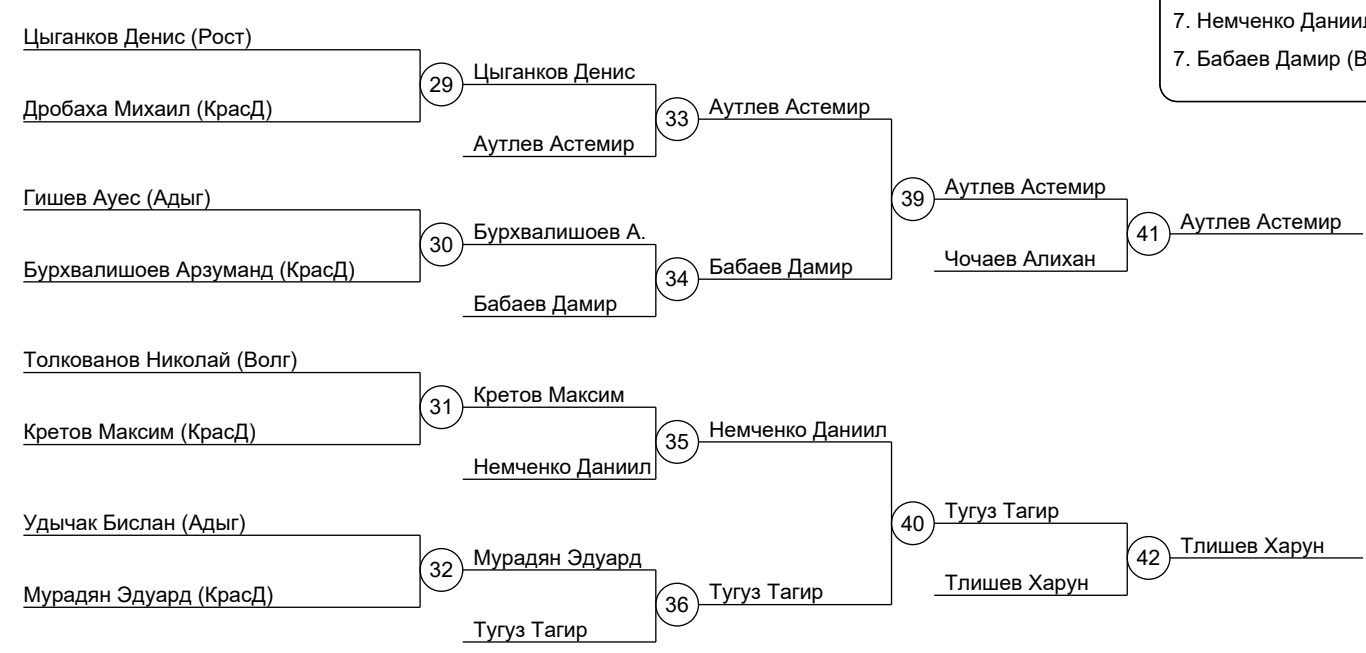 7. Немченко Даниил
7. Бабаев Дамир (В
Цыганков Денис (Рост)
29
Цыганков Денис
Дробаха Михаил (КрасД)
33
Аутлев Астемир
Аутлев Астемир
Гишев Ауес (Адыг)
39
Аутлев Астемир
30
Бурхвалишоев А.
41
Аутлев Астемир
Бурхвалишоев Арзуманд (КрасД)
34
Бабаев Дамир
Чочаев Алихан
Бабаев Дамир
Толкованов Николай (Волг)
31
Кретов Максим
Кретов Максим (КрасД)
35
Немченко Даниил
Немченко Даниил
Удычак Бислан (Адыг)
40
Тугуз Тагир
32
Мурадян Эдуард
42
Тлишев Харун
Мурадян Эдуард (КрасД)
36
Тугуз Тагир
Тлишев Харун
Тугуз Тагир